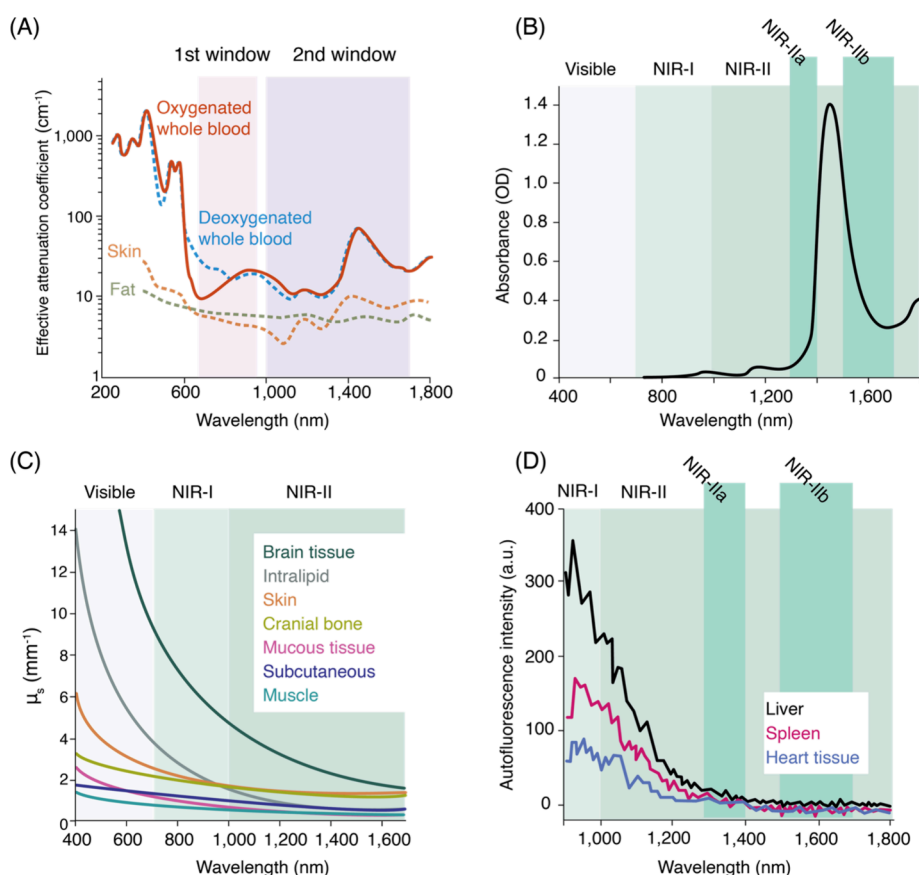 (A)
1st window
2nd window
Effective attenuation coefficient (cm⁻¹)
1,000
100
10
1
Oxygenated
whole blood
Deoxygenated
whole blood
Skin
Fat
200
600
1,000
1,400
1,800
Wavelength (nm)
(B)
NIR-IIa
NIR-IIb
Visible
NIR-I
NIR-II
Absorbance (OD)
1.4
1.2
1.0
0.8
0.6
0.4
0.2
0
400
800
1,200
1,600
Wavelength (nm)
(C)
Visible
NIR-I
NIR-II
μs (mm⁻¹)
14
12
10
8
6
4
2
0
Brain tissue
Intralipid
Skin
Cranial bone
Mucous tissue
Subcutaneous
Muscle
400
600
800
1,000
1,200
1,400
1,600
Wavelength (nm)
(D)
NIR-IIa
NIR-IIb
NIR-I
NIR-II
Autofluorescence intensity (a.u.)
400
300
200
100
0
Liver
Spleen
Heart tissue
1,000
1,200
1,400
1,600
1,800
Wavelength (nm)